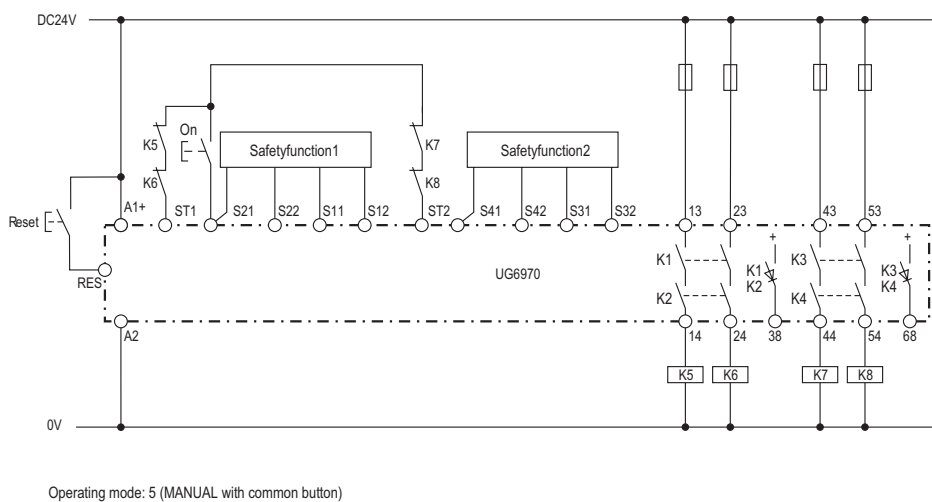 DC24V
On
K5
K6
Safetyfunction1
K7
K8
Safetyfunction2
Reset
A1+
ST1
S21
S22
S11
S12
ST2
S41
S42
S31
S32
13
23
43
53
RES
UG6970
K1
K2
+
K1
K2
K3
K4
+
K3
K4
A2
14
24
38
44
54
68
K5
K6
K7
K8
0V
Operating mode: 5 (MANUAL with common button)